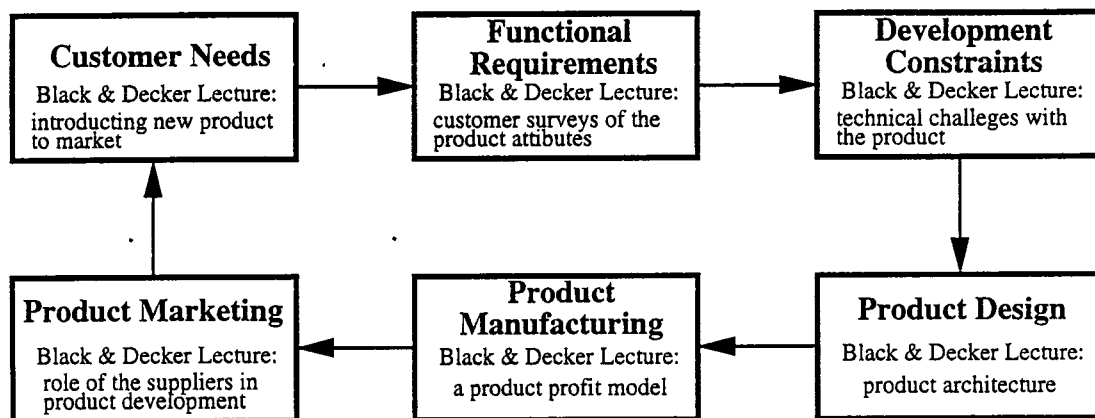 Customer Needs
Black & Decker Lecture:
introducting new product
to market
Functional
Requirements
Black & Decker Lecture:
customer surveys of the
product attibutes
Development
Constraints
Black & Decker Lecture:
technical challeges with
the product
Product Marketing
Black & Decker Lecture:
role of the suppliers in
product development
Product
Manufacturing
Black & Decker Lecture:
a product profit model
Product Design
Black & Decker Lecture:
product architecture